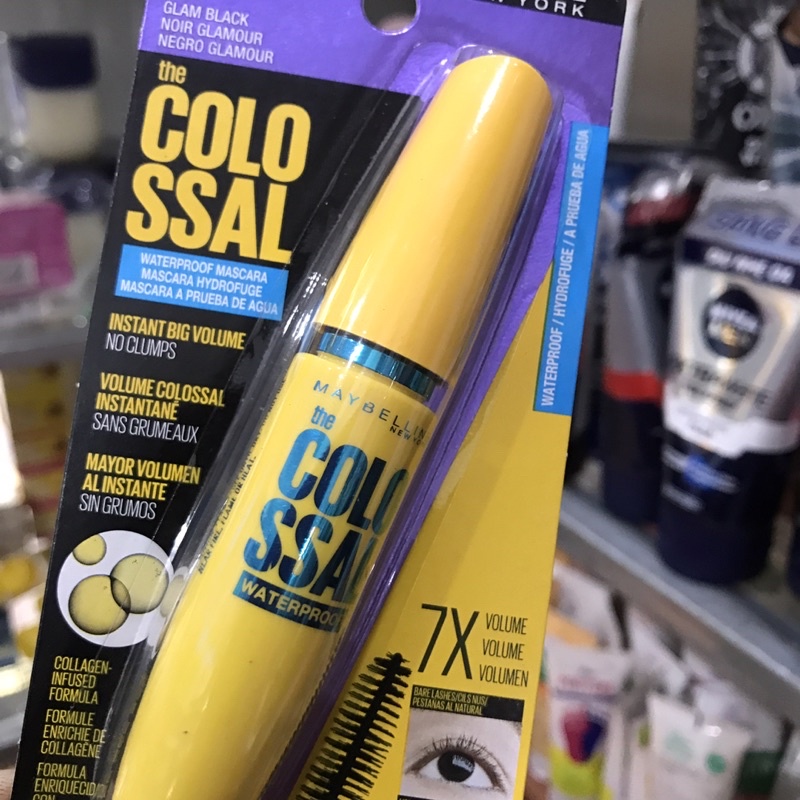 YORK
GLAM BLACK
NOIR GLAMOUR
NEGRO GLAMOUR
the
COLO
SSAL
WATERPROOF MASCARA
MASCARA HYDROFUGE
MASCARA A PRUEBA DE AGUA
INSTANT BIG VOLUME
NO CLUMPS
VOLUME COLOSSAL
INSTANTANÉ
SANS GRUMEAUX
MAYOR VOLUMEN
AL INSTANTE
SIN GRUMOS
COLLAGEN-
INFUSED
FORMULA
FORMULE
ENRICHIE DE
COLLAGÈNE
FORMULA
ENRIQUECIDA
CON
MAYBELLIN
NEW YO
the
COLO
SSAL
WATERPROOF
WATERPROOF / HYDROFUGE / A PRUEBA DE AGUA
7X
VOLUME
VOLUME
VOLUMEN
BARE LASHES/CILS NUS/
PESTAÑAS AL NATURAL